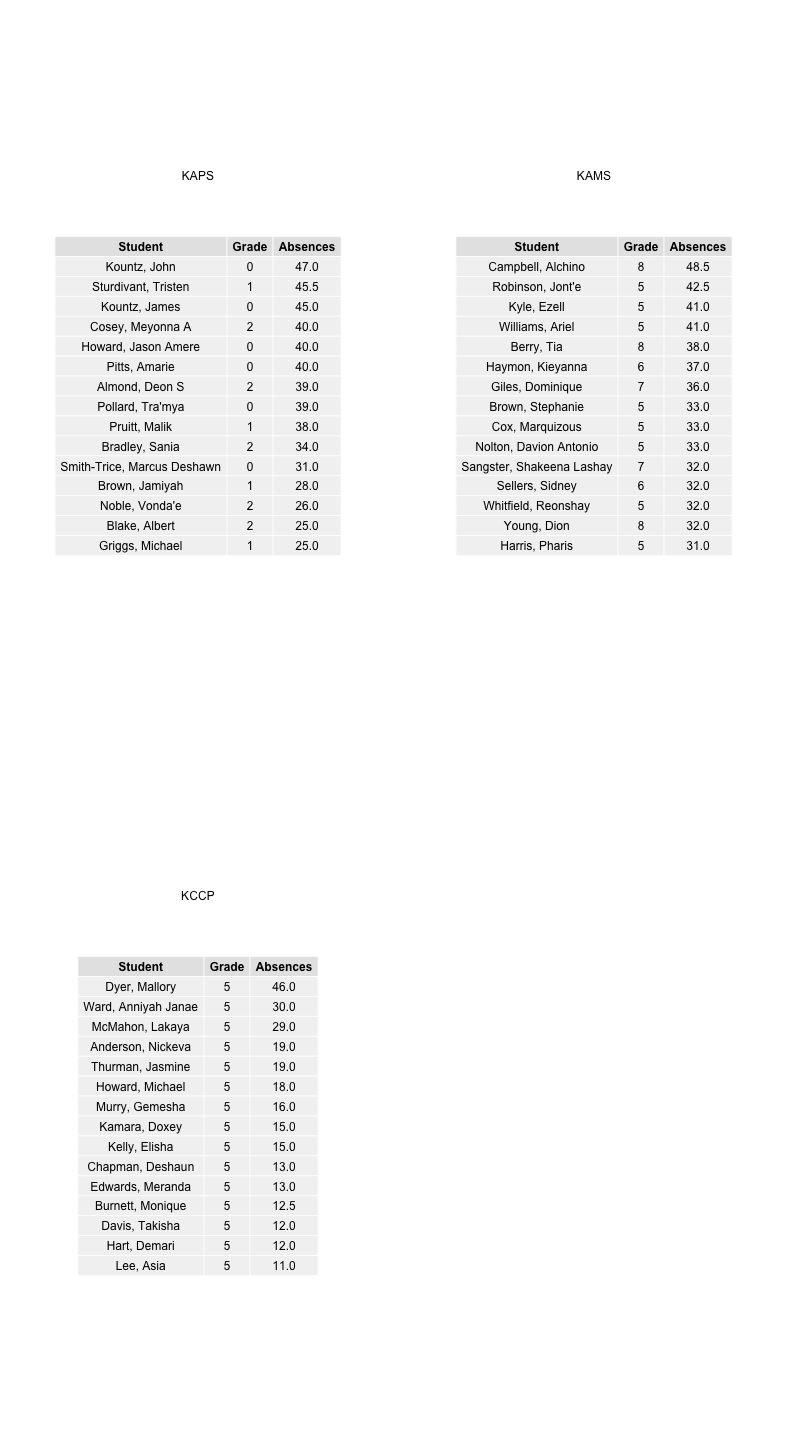 KAPS
Student Grade Absences
Kountz, John 0 47.0
Sturdivant, Tristen 1 45.5
Kountz, James 0 45.0
Cosey, Meyonna A 2 40.0
Howard, Jason Amere 0 40.0
Pitts, Amarie 0 40.0
Almond, Deon S 2 39.0
Pollard, Tra'mya 0 39.0
Pruitt, Malik 1 38.0
Bradley, Sania 2 34.0
Smith-Trice, Marcus Deshawn 0 31.0
Brown, Jamiyah 1 28.0
Noble, Vonda'e 2 26.0
Blake, Albert 2 25.0
Griggs, Michael 1 25.0
KAMS
Student Grade Absences
Campbell, Alchino 8 48.5
Robinson, Jont'e 5 42.5
Kyle, Ezell 5 41.0
Williams, Ariel 5 41.0
Berry, Tia 8 38.0
Haymon, Kieyanna 6 37.0
Giles, Dominique 7 36.0
Brown, Stephanie 5 33.0
Cox, Marquizous 5 33.0
Nolton, Davion Antonio 5 33.0
Sangster, Shakeena Lashay 7 32.0
Sellers, Sidney 6 32.0
Whitfield, Reonshay 5 32.0
Young, Dion 8 32.0
Harris, Pharis 5 31.0
KCCP
Student Grade Absences
Dyer, Mallory 5 46.0
Ward, Anniyah Janae 5 30.0
McMahon, Lakaya 5 29.0
Anderson, Nickeva 5 19.0
Thurman, Jasmine 5 19.0
Howard, Michael 5 18.0
Murry, Gemesha 5 16.0
Kamara, Doxey 5 15.0
Kelly, Elisha 5 15.0
Chapman, Deshaun 5 13.0
Edwards, Meranda 5 13.0
Burnett, Monique 5 12.5
Davis, Takisha 5 12.0
Hart, Demari 5 12.0
Lee, Asia 5 11.0